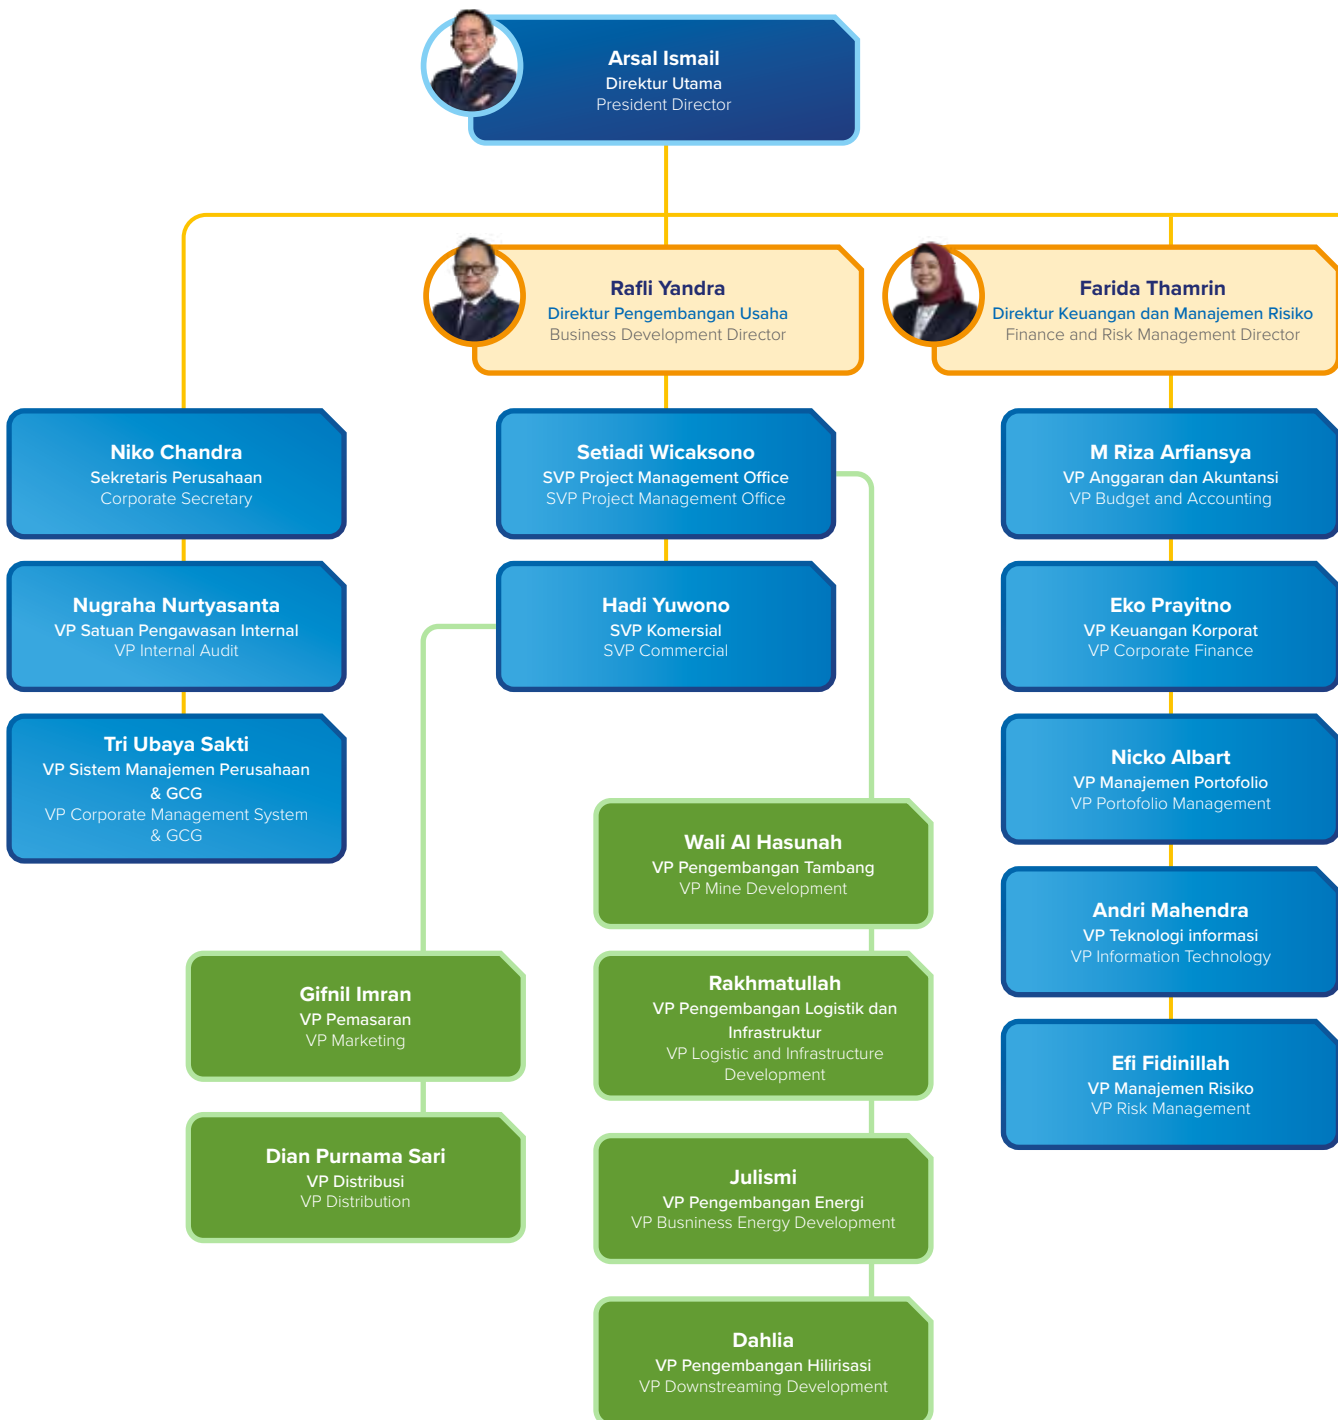 Arsal Ismail
Direktur Utama
President Director
Rafli Yandra
Direktur Pengembangan Usaha
Business Development Director
Farida Thamrin
Direktur Keuangan dan Manajemen Risiko
Finance and Risk Management Director
Niko Chandra
Sekretaris Perusahaan
Corporate Secretary
Nugraha Nurtyasanta
VP Satuan Pengawasan Internal
VP Internal Audit
Tri Ubaya Sakti
VP Sistem Manajemen Perusahaan
& GCG
VP Corporate Management System
& GCG
Setiadi Wicaksono
SVP Project Management Office
SVP Project Management Office
Hadi Yuwono
SVP Komersial
SVP Commercial
Gifnil Imran
VP Pemasaran
VP Marketing
Dian Purnama Sari
VP Distribusi
VP Distribution
Wali Al Hasunah
VP Pengembangan Tambang
VP Mine Development
Rakhmatullah
VP Pengembangan Logistik dan
Infrastruktur
VP Logistic and Infrastructure
Development
Julismi
VP Pengembangan Energi
VP Busniness Energy Development
Dahlia
VP Pengembangan Hilirisasi
VP Downstreaming Development
M Riza Arfiansya
VP Anggaran dan Akuntansi
VP Budget and Accounting
Eko Prayitno
VP Keuangan Korporat
VP Corporate Finance
Nicko Albart
VP Manajemen Portofolio
VP Portofolio Management
Andri Mahendra
VP Teknologi informasi
VP Information Technology
Efi Fidinillah
VP Manajemen Risiko
VP Risk Management